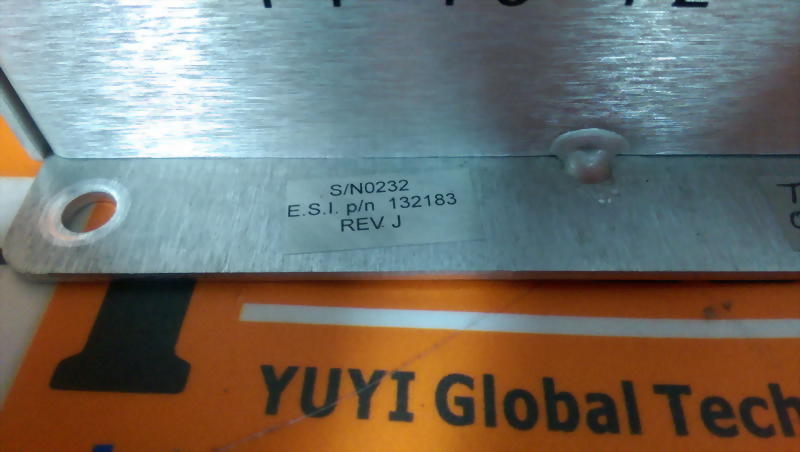 S/N0232
E.S.I. p/n 132183
REV. J
YUYI Global Tech